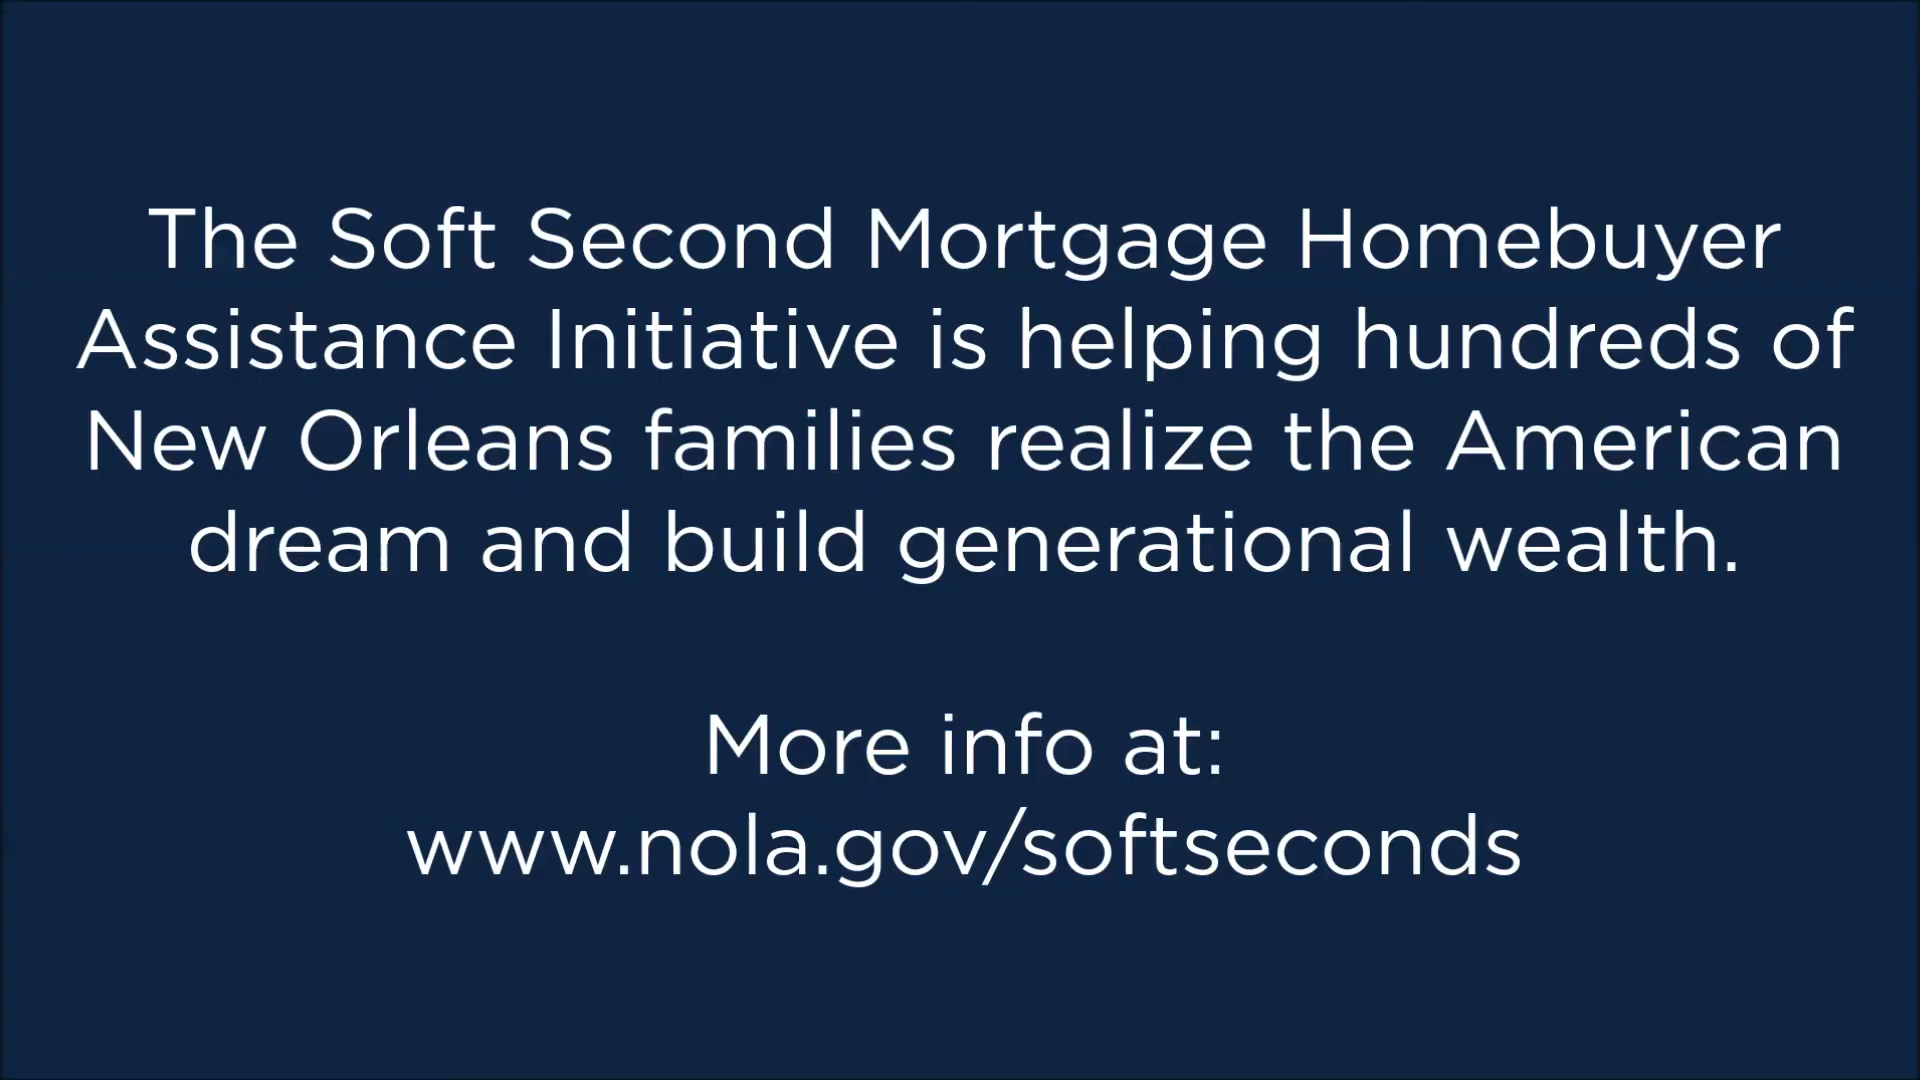 The Soft Second Mortgage Homebuyer
Assistance Initiative is helping hundreds of
New Orleans families realize the American
dream and build generational wealth.
More info at:
www.nola.gov/softseconds